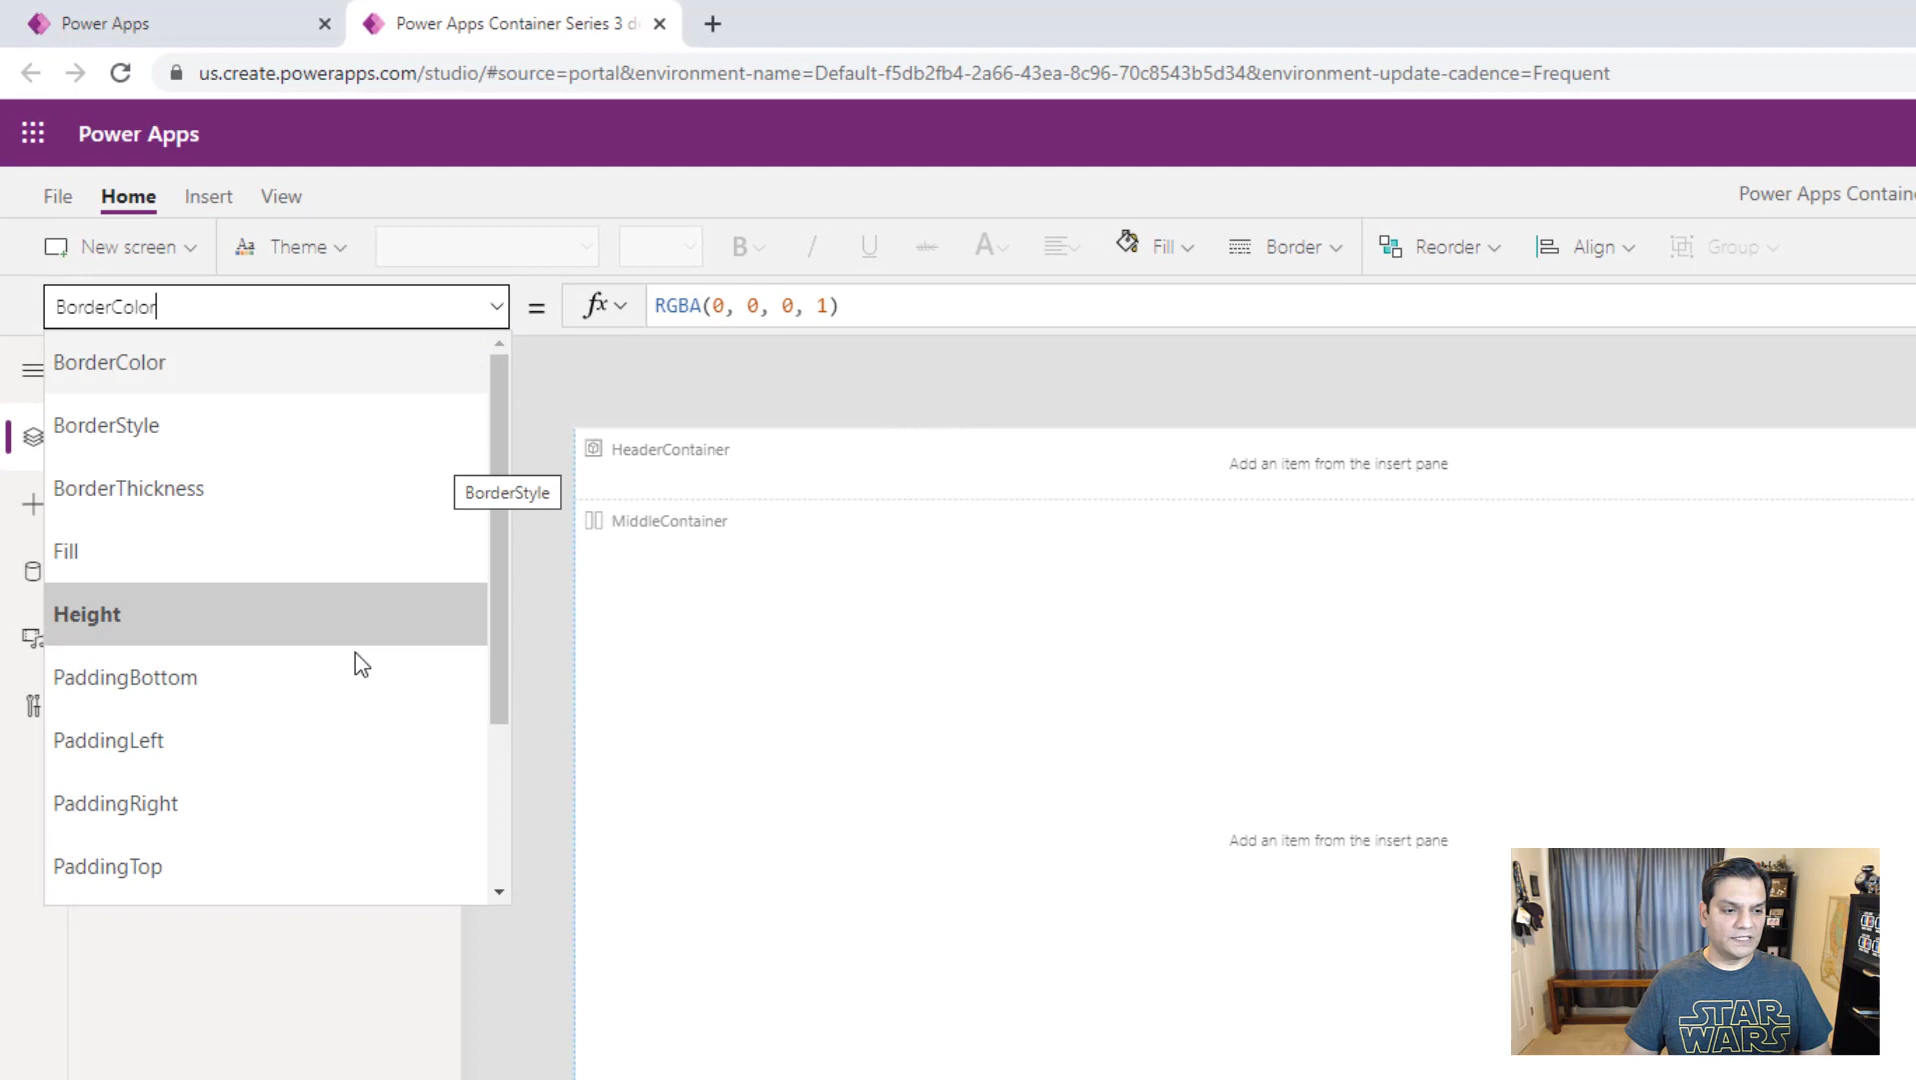 Power Apps
Power Apps Container Series 3 d
us.create.powerapps.com/studio/#source=portal&environment-name=Default-f5db2fb4-2a66-43ea-8c96-70c8543b5d34&environment-update-cadence=Frequent
Power Apps
File Home Insert View
Power Apps Contain
New screen Theme B / U abc A Fill Border Reorder Align Group
BorderColor = fx RGBA(0, 0, 0, 1)
BorderColor
BorderStyle
BorderThickness
BorderStyle
Fill
Height
PaddingBottom
PaddingLeft
PaddingRight
PaddingTop
HeaderContainer
Add an item from the insert pane
MiddleContainer
Add an item from the insert pane
STAR
WARS